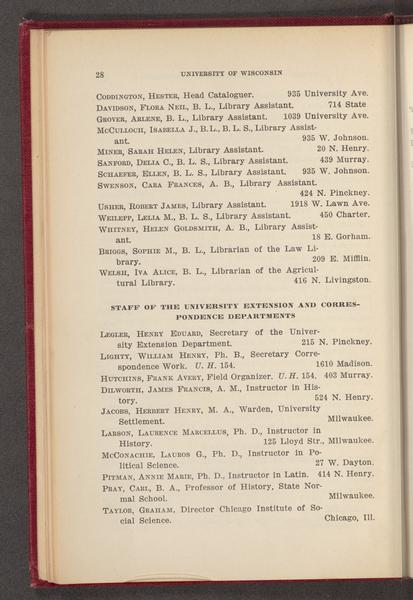 28 UNIVERSITY OF WISCONSIN
CODDINGTON, HESTER, Head Cataloguer. 935 University Ave.
DAVIDSON, FLORA NEIL, B. L., Library Assistant. 714 State
GROVER, ARLENE, B. L., Library Assistant. 1039 University Ave.
MCCULLOCH, ISABELLA J., B. L., B. L. S., Library Assist-
ant. 935 W. Johnson.
MINER, SARAH HELEN, Library Assistant. 20 N. Henry.
SANFORD, DELIA C., B. L. S., Library Assistant. 439 Murray.
SCHAEFER, ELLEN, B. L. S., Library Assistant. 935 W. Johnson.
SWENSON, CARA FRANCES, A. B., Library Assistant.
424 N. Pinckney.
USHER, ROBERT JAMES, Library Assistant. 1918 W. Lawn Ave.
WEILEPP, LELIA M., B. L. S., Library Assistant. 450 Charter.
WHITNEY, HELEN GOLDSMITH, A. B., Library Assist-
ant. 18 E. Gorham.
BRIGGS, SOPHIE M., B. L., Librarian of the Law Li-
brary. 209 E. Mifflin.
WELSH, IVA ALICE, B. L., Librarian of the Agricul-
tural Library. 416 N. Livingston.
STAFF OF THE UNIVERSITY EXTENSION AND CORRES-
PONDENCE DEPARTMENTS
LEGLER, HENRY EDUARD, Secretary of the Univer-
sity Extension Department. 215 N. Pinckney.
LIGHTY, WILLIAM HENRY, Ph. B., Secretary Corre-
spondence Work. U. H. 154. 1610 Madison.
HUTCHINS, FRANK AVERY, Field Organizer. U. H. 154. 403 Murray.
DILWORTH, JAMES FRANCIS, A. M., Instructor in His-
tory. 524 N. Henry.
JACOBS, HERBERT HENRY, M. A., Warden, University
Settlement. Milwaukee.
LARSON, LAURENCE MARCELLUS, Ph. D., Instructor in
History. 125 Lloyd Str., Milwaukee.
MCCONACHIE, LAUROS G., Ph. D., Instructor in Po-
litical Science. 27 W. Dayton.
PITMAN, ANNIE MARIE, Ph. D., Instructor in Latin. 414 N. Henry.
PRAY, CARL, B. A., Professor of History, State Nor-
mal School. Milwaukee.
TAYLOR, GRAHAM, Director Chicago Institute of So-
cial Science. Chicago, Ill.